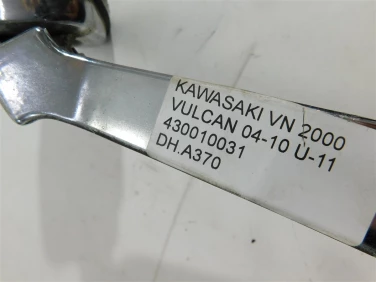 KAWASAKI VN 2000
VULCAN 04-10 U-11
430010031
DH.A370